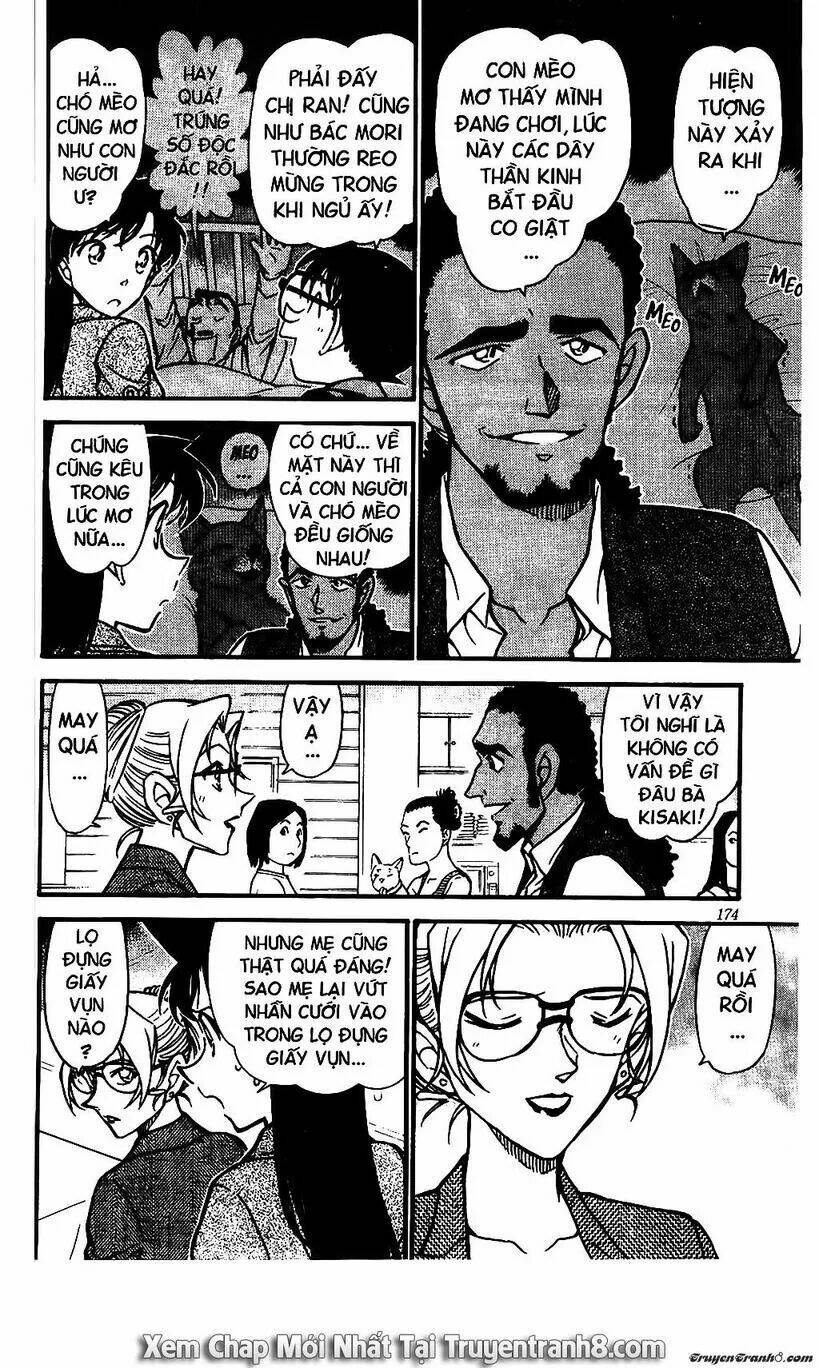 HIỆN
TƯỢNG
NÀY XẢY
RA KHI
...
CON MÈO
MƠ THẤY MÌNH
ĐANG CHƠI, LÚC
NÀY CÁC DÂY
THẦN KINH
BẮT ĐẦU
CO GIẬT
...
MEO
MEO
PHẢI ĐẤY
CHỊ RAN! CŨNG
NHƯ BÁC MORI
THƯỜNG REO
MỪNG TRONG
KHI NGỦ ẤY!
HAY
QUÁ!
TRÚNG
SỐ ĐỘC
ĐẮC RỒI
!!
HẢ...
CHÓ MÈO
CŨNG MƠ
NHƯ CON
NGƯỜI
Ư?
CÓ CHỨ... VỀ
MẶT NÀY THÌ
CẢ CON NGƯỜI
VÀ CHÓ MÈO
ĐỀU GIỐNG
NHAU!
MEO
...
CHÚNG
CŨNG KÊU
TRONG
LÚC MƠ
NỮA...
VÌ VẬY
TÔI NGHĨ LÀ
KHÔNG CÓ
VẤN ĐỀ GÌ
ĐÂU BÀ
KISAKI!
VẬY
Ạ
...
MAY
QUÁ
...
174
MAY
QUÁ
RỒI
...
NHƯNG MẸ CŨNG
THẬT QUÁ ĐÁNG!
SAO MẸ LẠI VỨT
NHẪN CƯỚI VÀO
TRONG LỌ ĐỰNG
GIẤY VỤN...
LỌ
ĐỰNG
GIẤY
VỤN
NÀO
?
Xem Chap Mới Nhất Tại Truyentranh8.com
TruyenTranh8.com